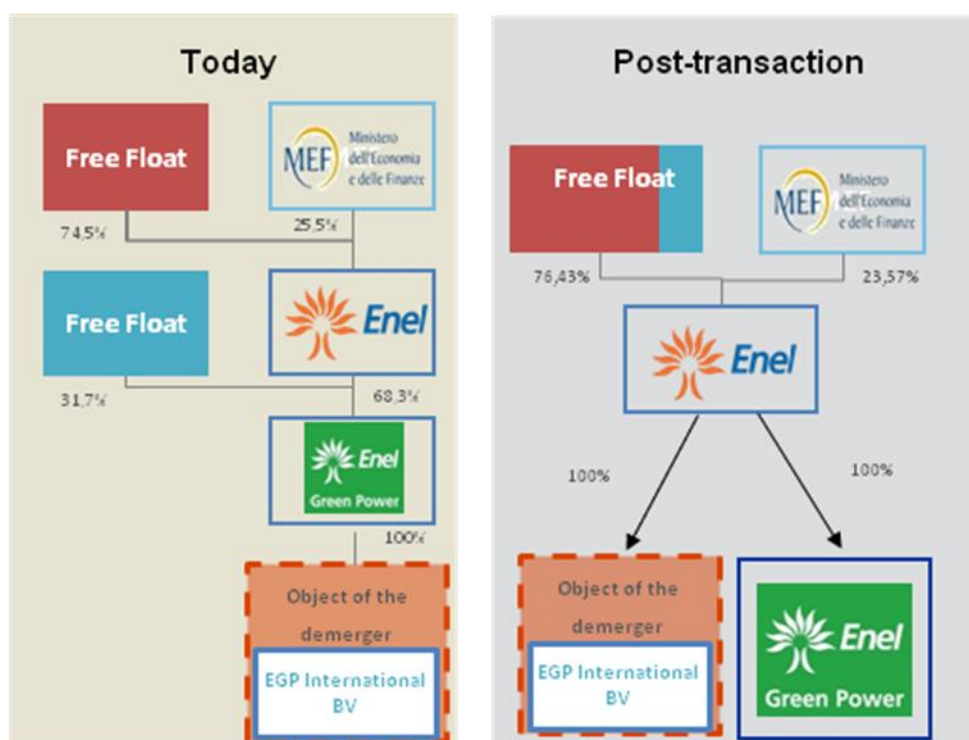 Today
Free Float
MEF
Ministero
dell'Economia
e delle Finanze
74,5%
25,5%
Free Float
Enel
31,7%
68,3%
Enel
Green Power
100%
Object of the
demerger
EGP International
BV
Post-transaction
Free Float
MEF
Ministero
dell'Economia
e delle Finanze
76,43%
23,57%
Enel
100%
100%
Object of the
demerger
EGP International
BV
Enel
Green Power